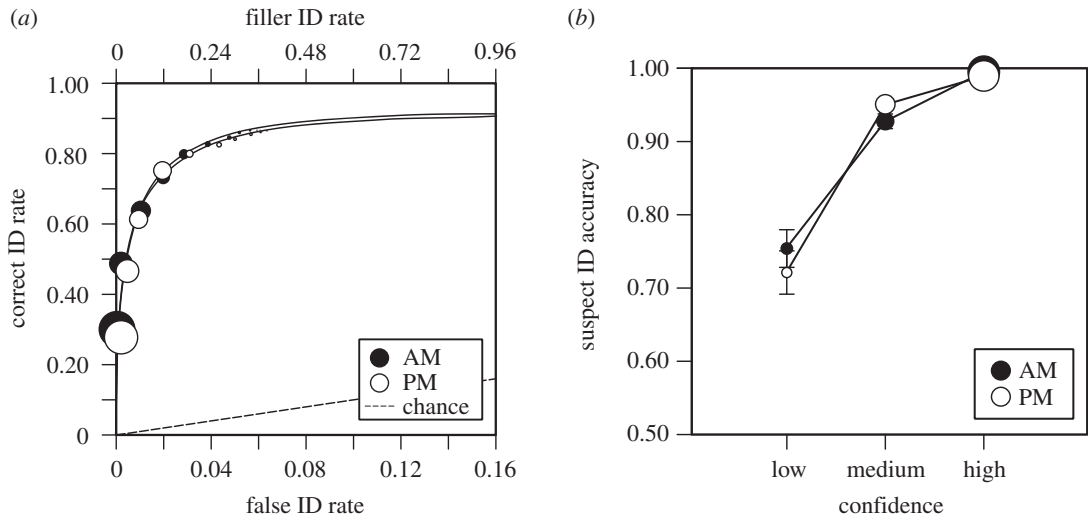 (a)
filler ID rate
0 0.24 0.48 0.72 0.96
1.00
0.80
0.60
0.40
0.20
0
correct ID rate
AM
PM
chance
0 0.04 0.08 0.12 0.16
false ID rate
(b)
1.00
0.90
0.80
0.70
0.60
0.50
suspect ID accuracy
AM
PM
low medium high
confidence